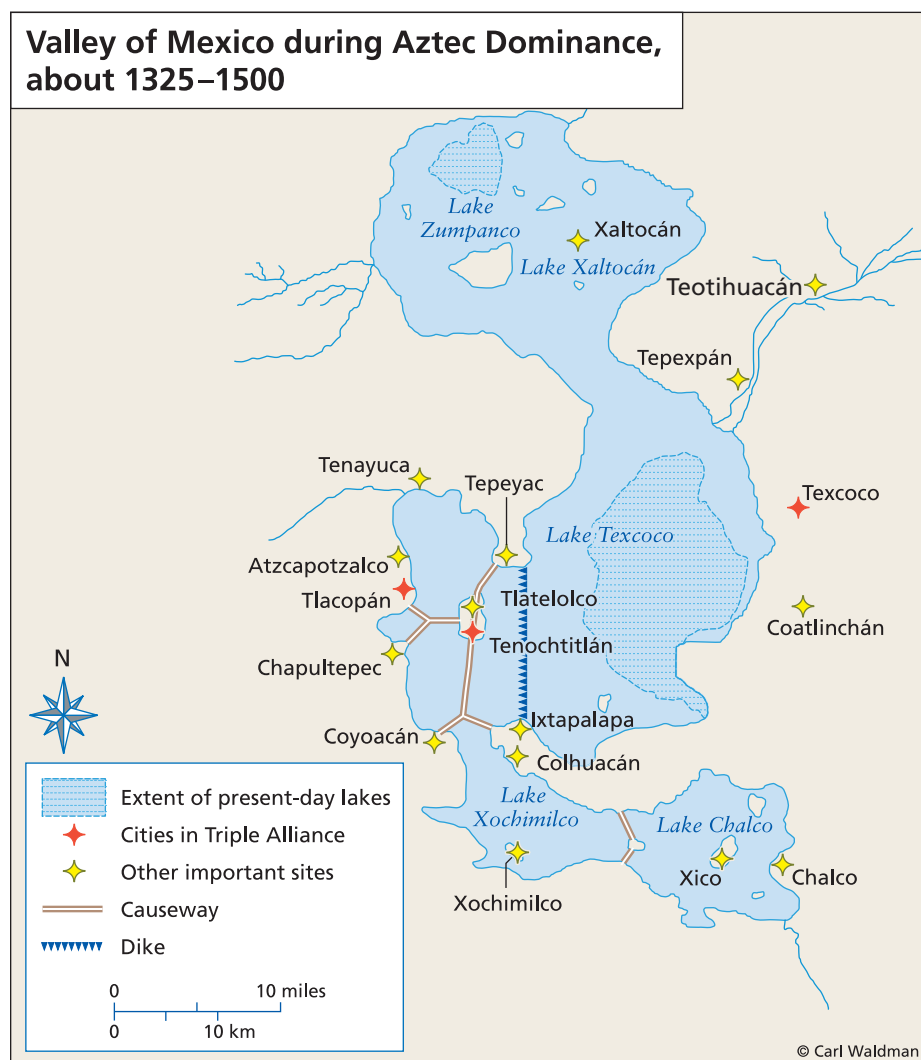 Valley of Mexico during Aztec Dominance,
about 1325–1500
Lake
Zumpanco
Xaltocán
Lake Xaltocán
Teotihuacán
Tepexpán
Tenayuca
Tepeyac
Texcoco
Lake Texcoco
Atzcapotzalco
Tlacopán
Tlatelolco
Coatlinchán
Tenochtitlán
Chapultepec
N
Ixtapalapa
Coyoacán
Colhuacán
Lake
Xochimilco
Lake Chalco
Xico
Chalco
Xochimilco
Extent of present-day lakes
Cities in Triple Alliance
Other important sites
Causeway
Dike
0 10 miles
0 10 km
© Carl Waldman